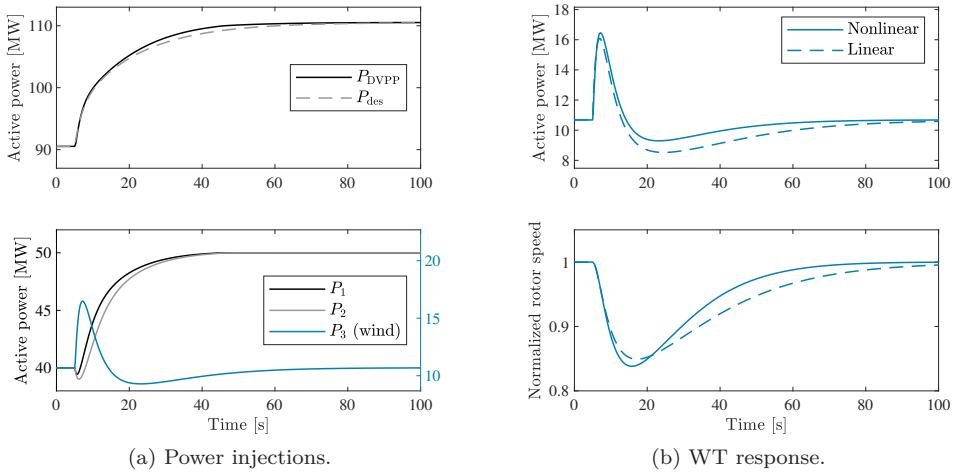 Active power [MW]
110
100
90
P_DVPP
P_des
0 20 40 60 80 100
Active power [MW]
50
45
40
20
15
10
P_1
P_2
P_3 (wind)
0 20 40 60 80 100
Time [s]
(a) Power injections.
Active power [MW]
18
16
14
12
10
8
Nonlinear
Linear
0 20 40 60 80 100
Normalized rotor speed
1
0.9
0.8
0 20 40 60 80 100
Time [s]
(b) WT response.